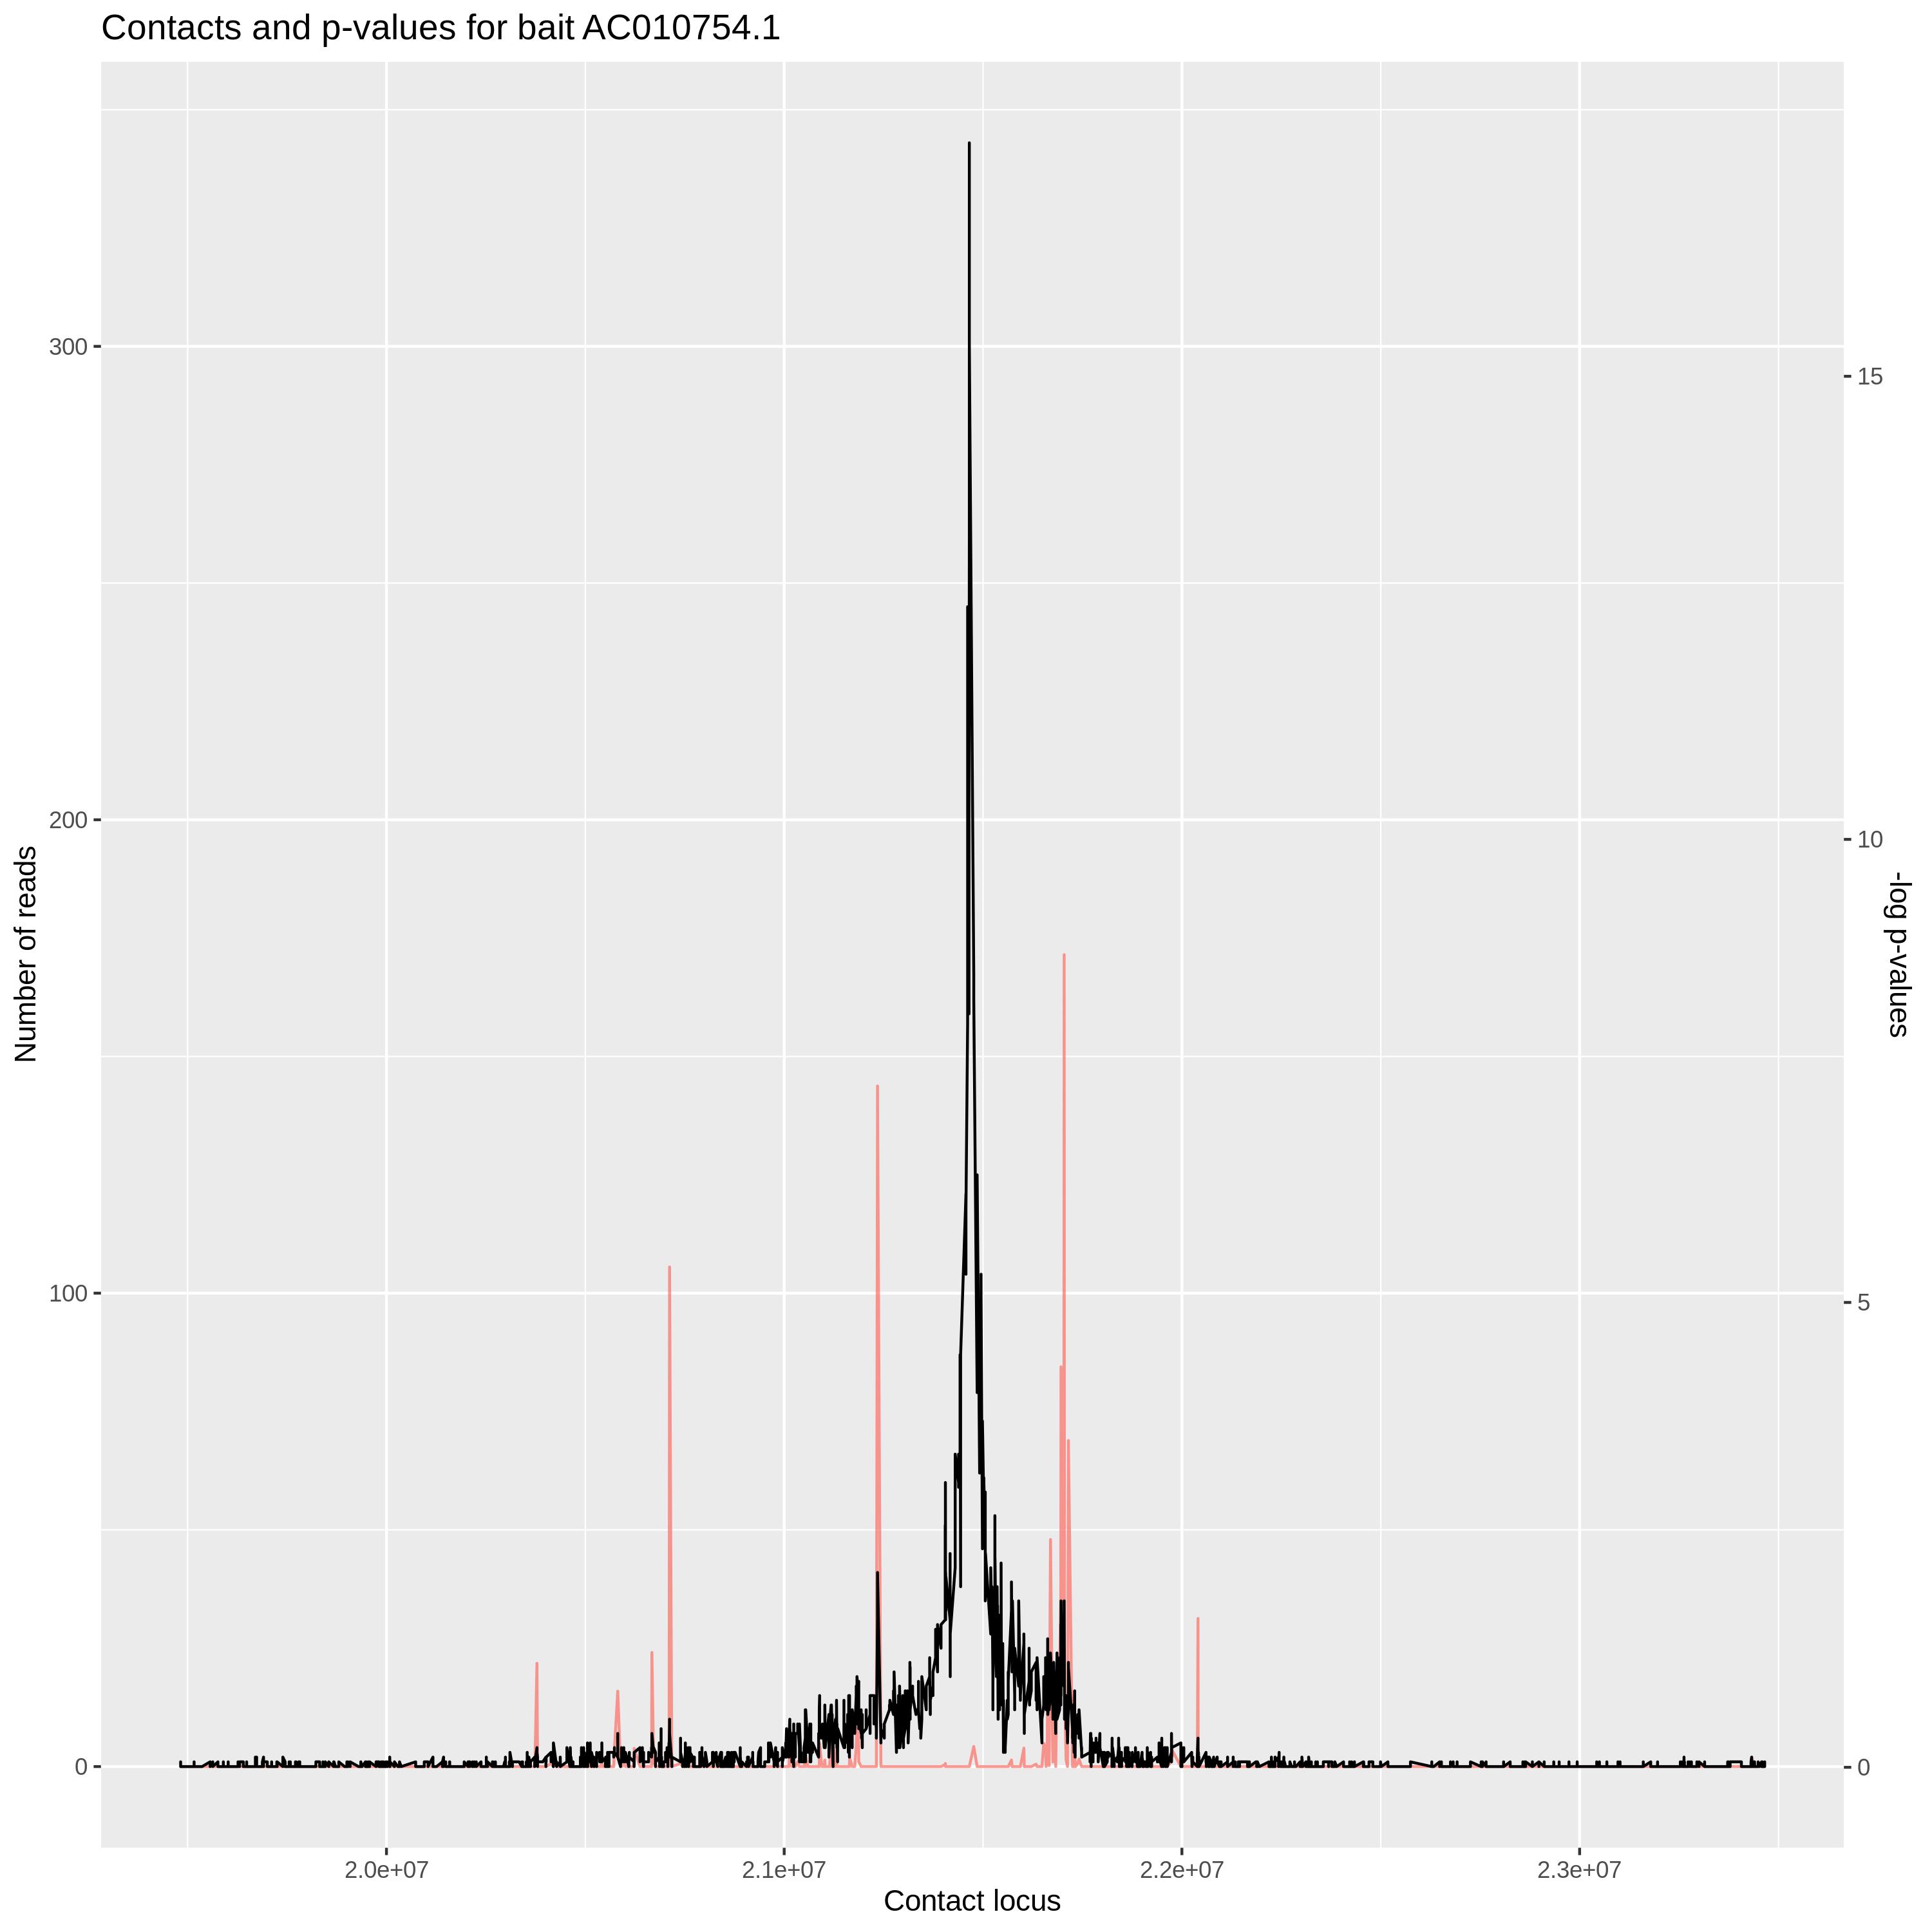 Contacts and p-values for bait AC010754.1
300
200
100
0
Number of reads
15
10
5
0
-log p-values
2.0e+07 2.1e+07 2.2e+07 2.3e+07
Contact locus